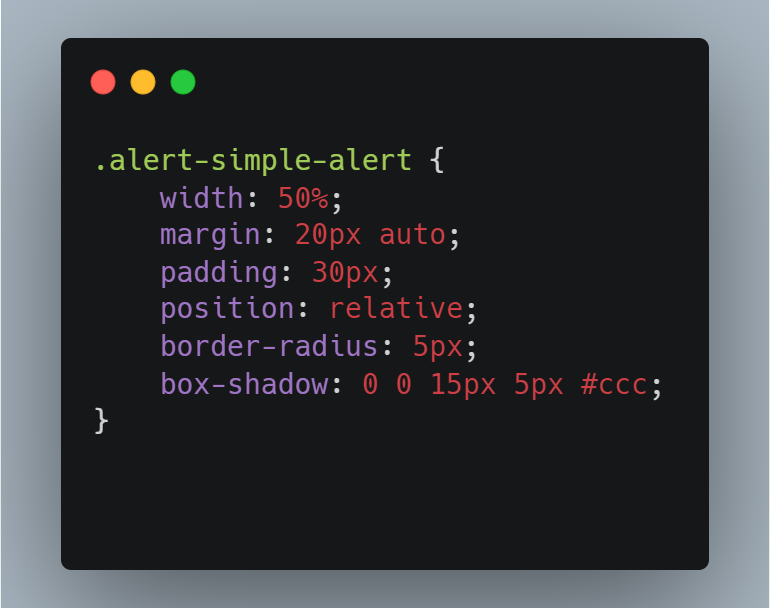 .alert-simple-alert {
    width: 50%;
    margin: 20px auto;
    padding: 30px;
    position: relative;
    border-radius: 5px;
    box-shadow: 0 0 15px 5px #ccc;
}